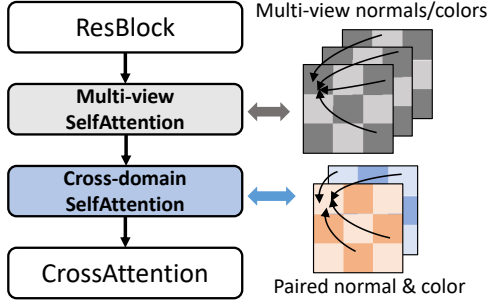 Multi-view normals/colors
ResBlock
Multi-view
SelfAttention
Cross-domain
SelfAttention
CrossAttention
Paired normal & color